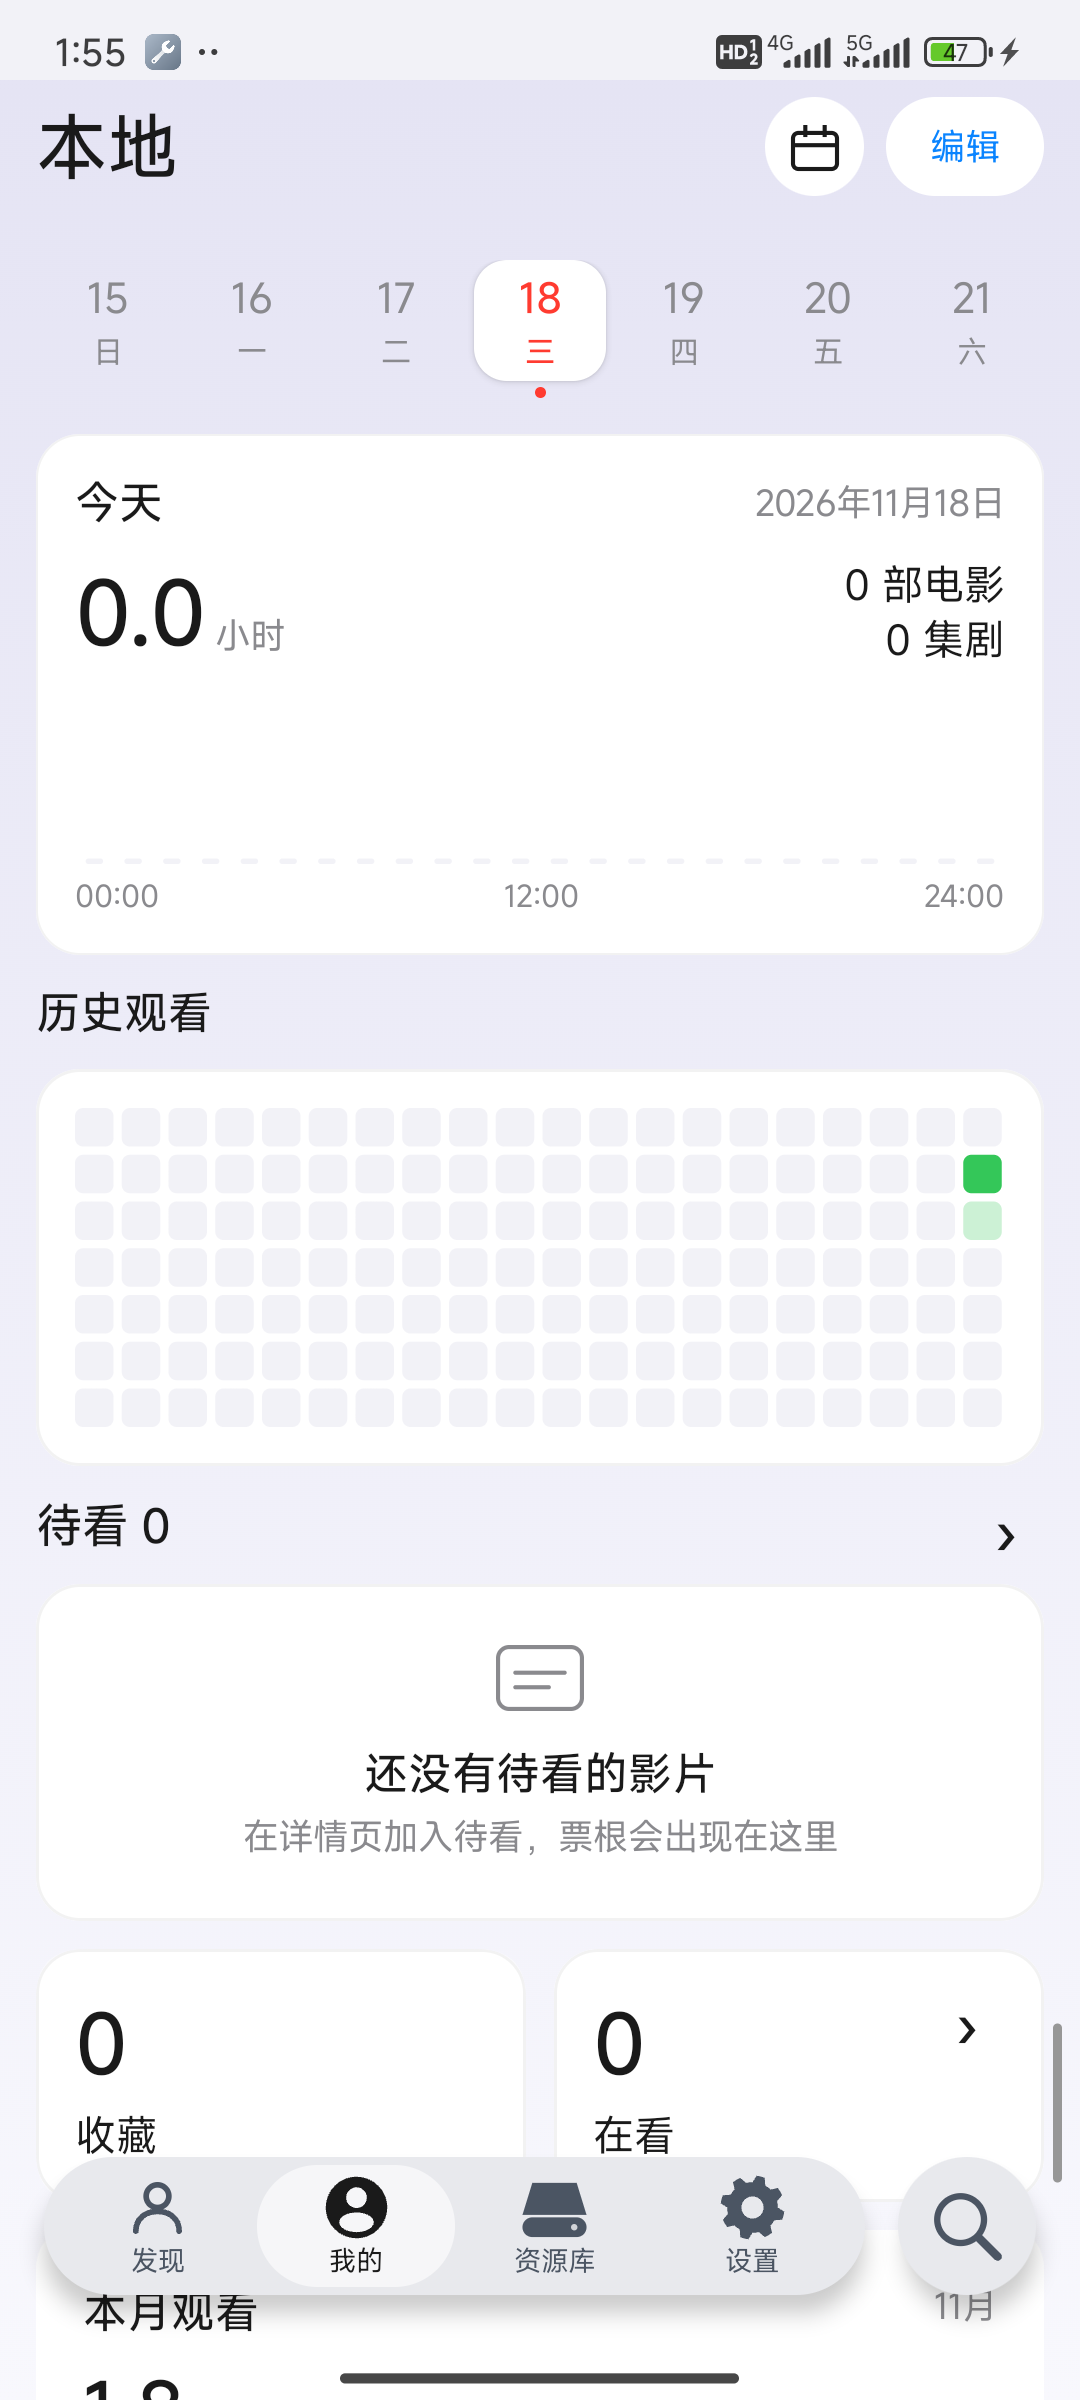 1:55
HD 1 2 4G 5G 47
本地
编辑
15 16 17 18 19 20 21
日 一 二 三 四 五 六
今天
2026年11月18日
0.0 小时
0 部电影
0 集剧
00:00 12:00 24:00
历史观看
待看 0
还没有待看的影片
在详情页加入待看，票根会出现在这里
0
收藏
0
在看
发现 我的 资源库 设置
本月观看
11月